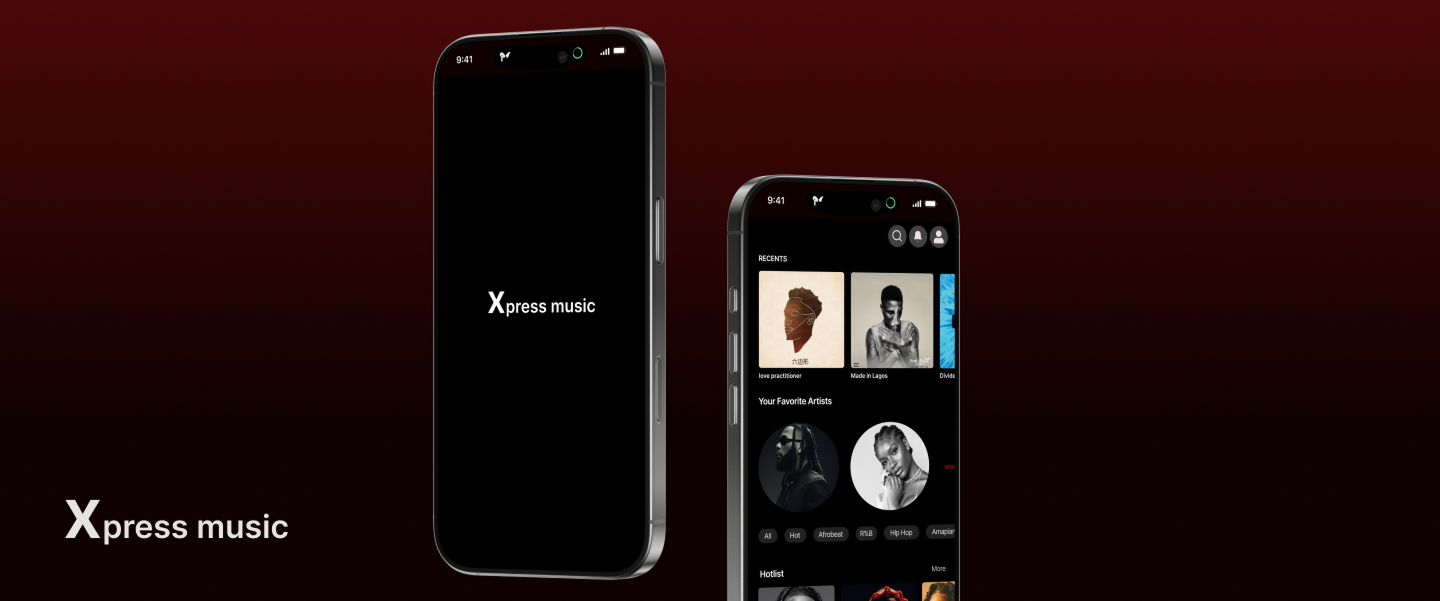 9:41
Xpress music
9:41
RECENTS
六边形
love practitioner
Made in Lagos
Divide
Your Favorite Artists
All
Hot
Afrobeat
R%B
Hip Hop
Hotlist
More
Xpress music